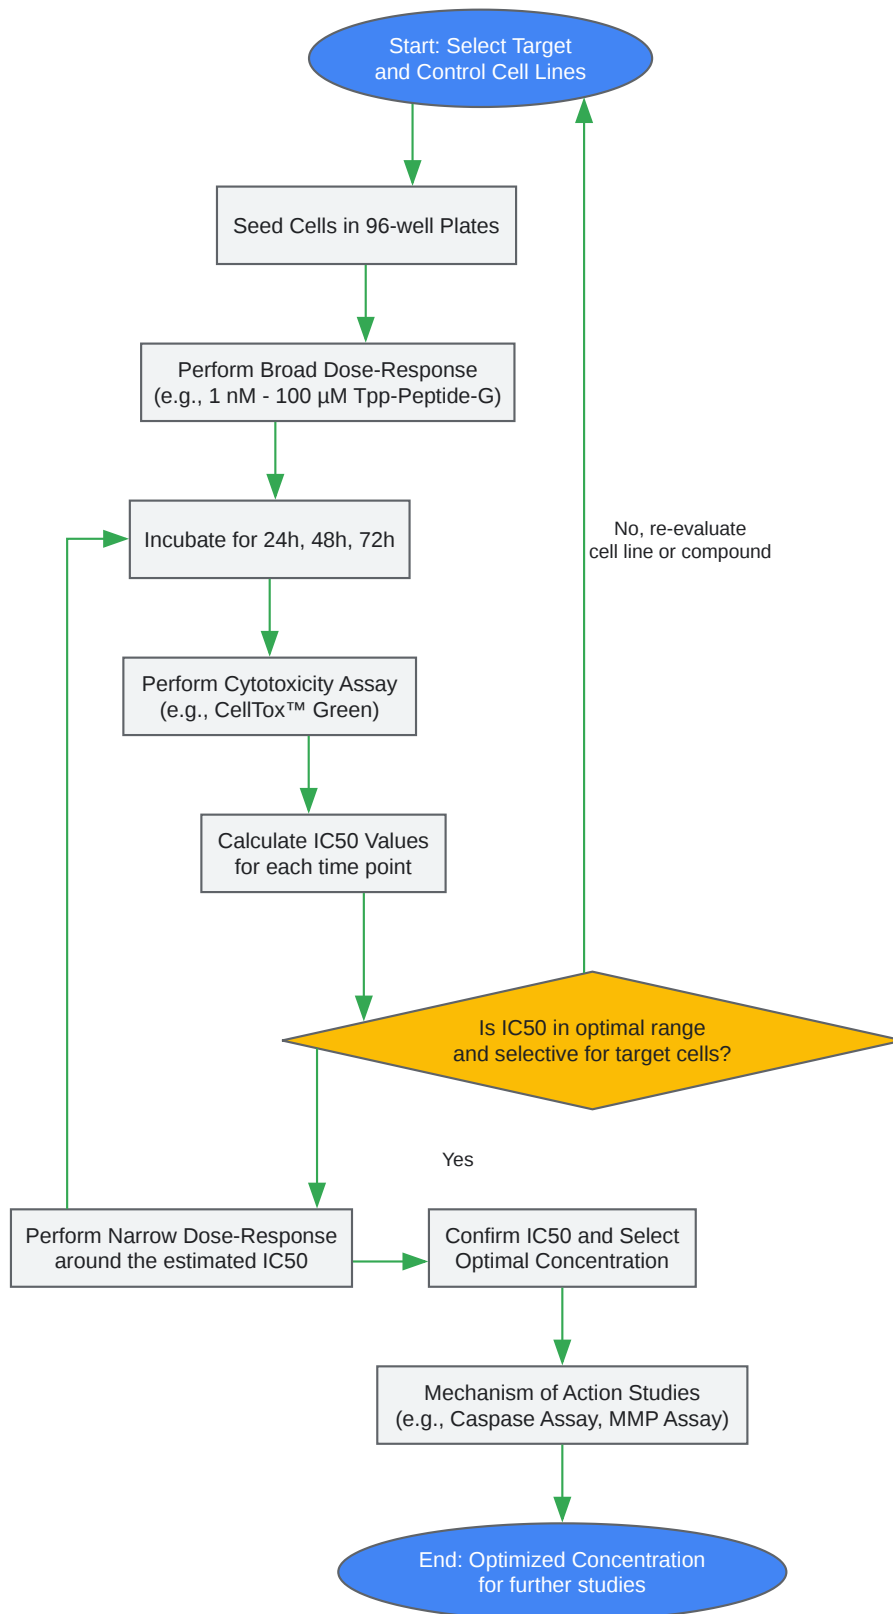 Start: Select Target
and Control Cell Lines
Seed Cells in 96-well Plates
Perform Broad Dose-Response
(e.g., 1 nM - 100 µM Tpp-Peptide-G)
Incubate for 24h, 48h, 72h
No, re-evaluate
cell line or compound
Perform Cytotoxicity Assay
(e.g., CellTox™ Green)
Calculate IC50 Values
for each time point
Is IC50 in optimal range
and selective for target cells?
Yes
Perform Narrow Dose-Response
around the estimated IC50
Confirm IC50 and Select
Optimal Concentration
Mechanism of Action Studies
(e.g., Caspase Assay, MMP Assay)
End: Optimized Concentration
for further studies